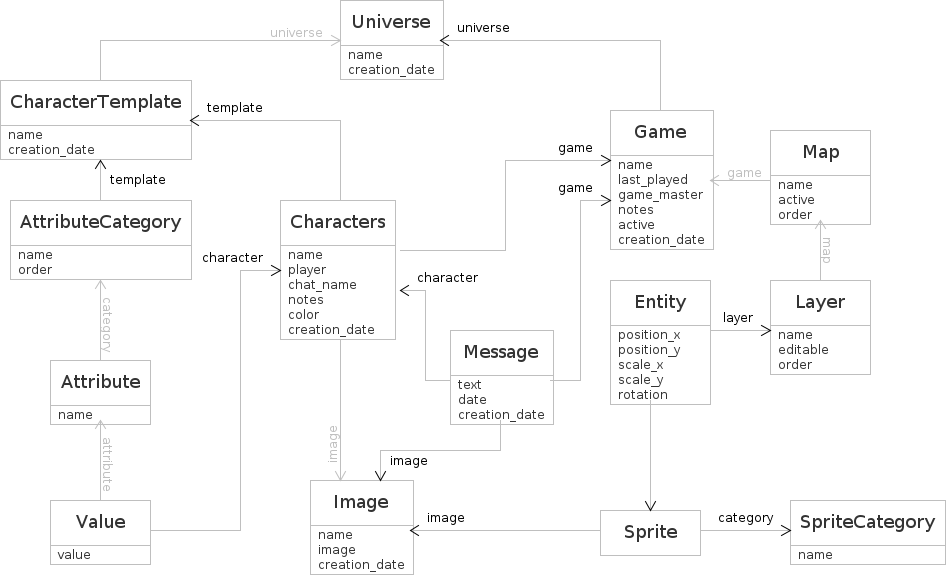 Universe
name
creation_date
universe
universe
CharacterTemplate
name
creation_date
template
template
Game
name
last_played
game_master
notes
active
creation_date
game
game
game
Map
name
active
order
map
AttributeCategory
name
order
category
Characters
name
player
chat_name
notes
color
creation_date
character
character
Entity
position_x
position_y
scale_x
scale_y
rotation
layer
Layer
name
editable
order
Message
text
date
creation_date
Attribute
name
attribute
image
image
Value
value
Image
name
image
creation_date
image
Sprite
category
SpriteCategory
name